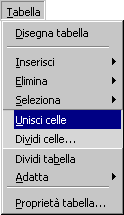 Tabella
Disegna tabella
Inserisci
Elimina
Seleziona
Unisci celle
Dividi celle...
Dividi tabella
Adatta
Proprietà tabella...